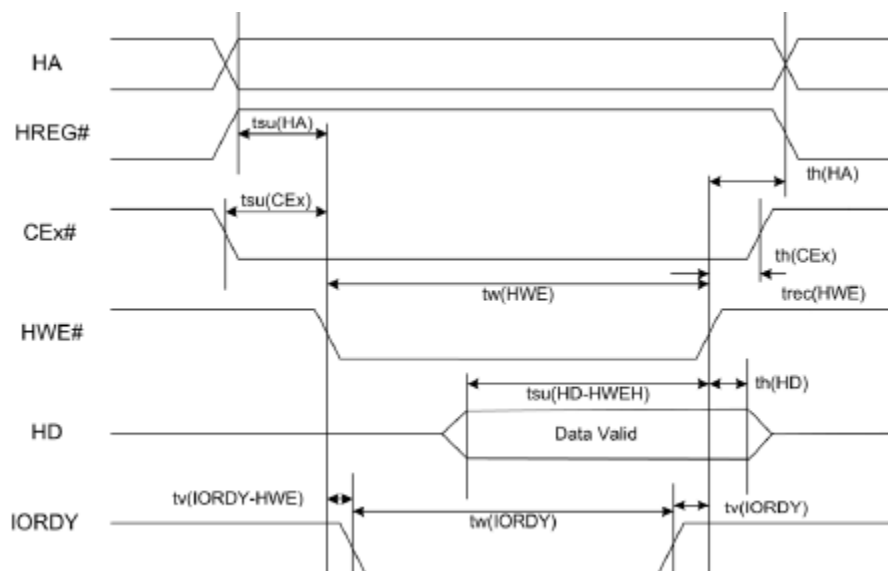 HA
HREG#
tsu(HA)
th(HA)
tsu(CEx)
CEx#
th(CEx)
tw(HWE)
trec(HWE)
HWE#
tsu(HD-HWEH)
th(HD)
HD
Data Valid
tv(IORDY-HWE)
tw(IORDY)
tv(IORDY)
IORDY